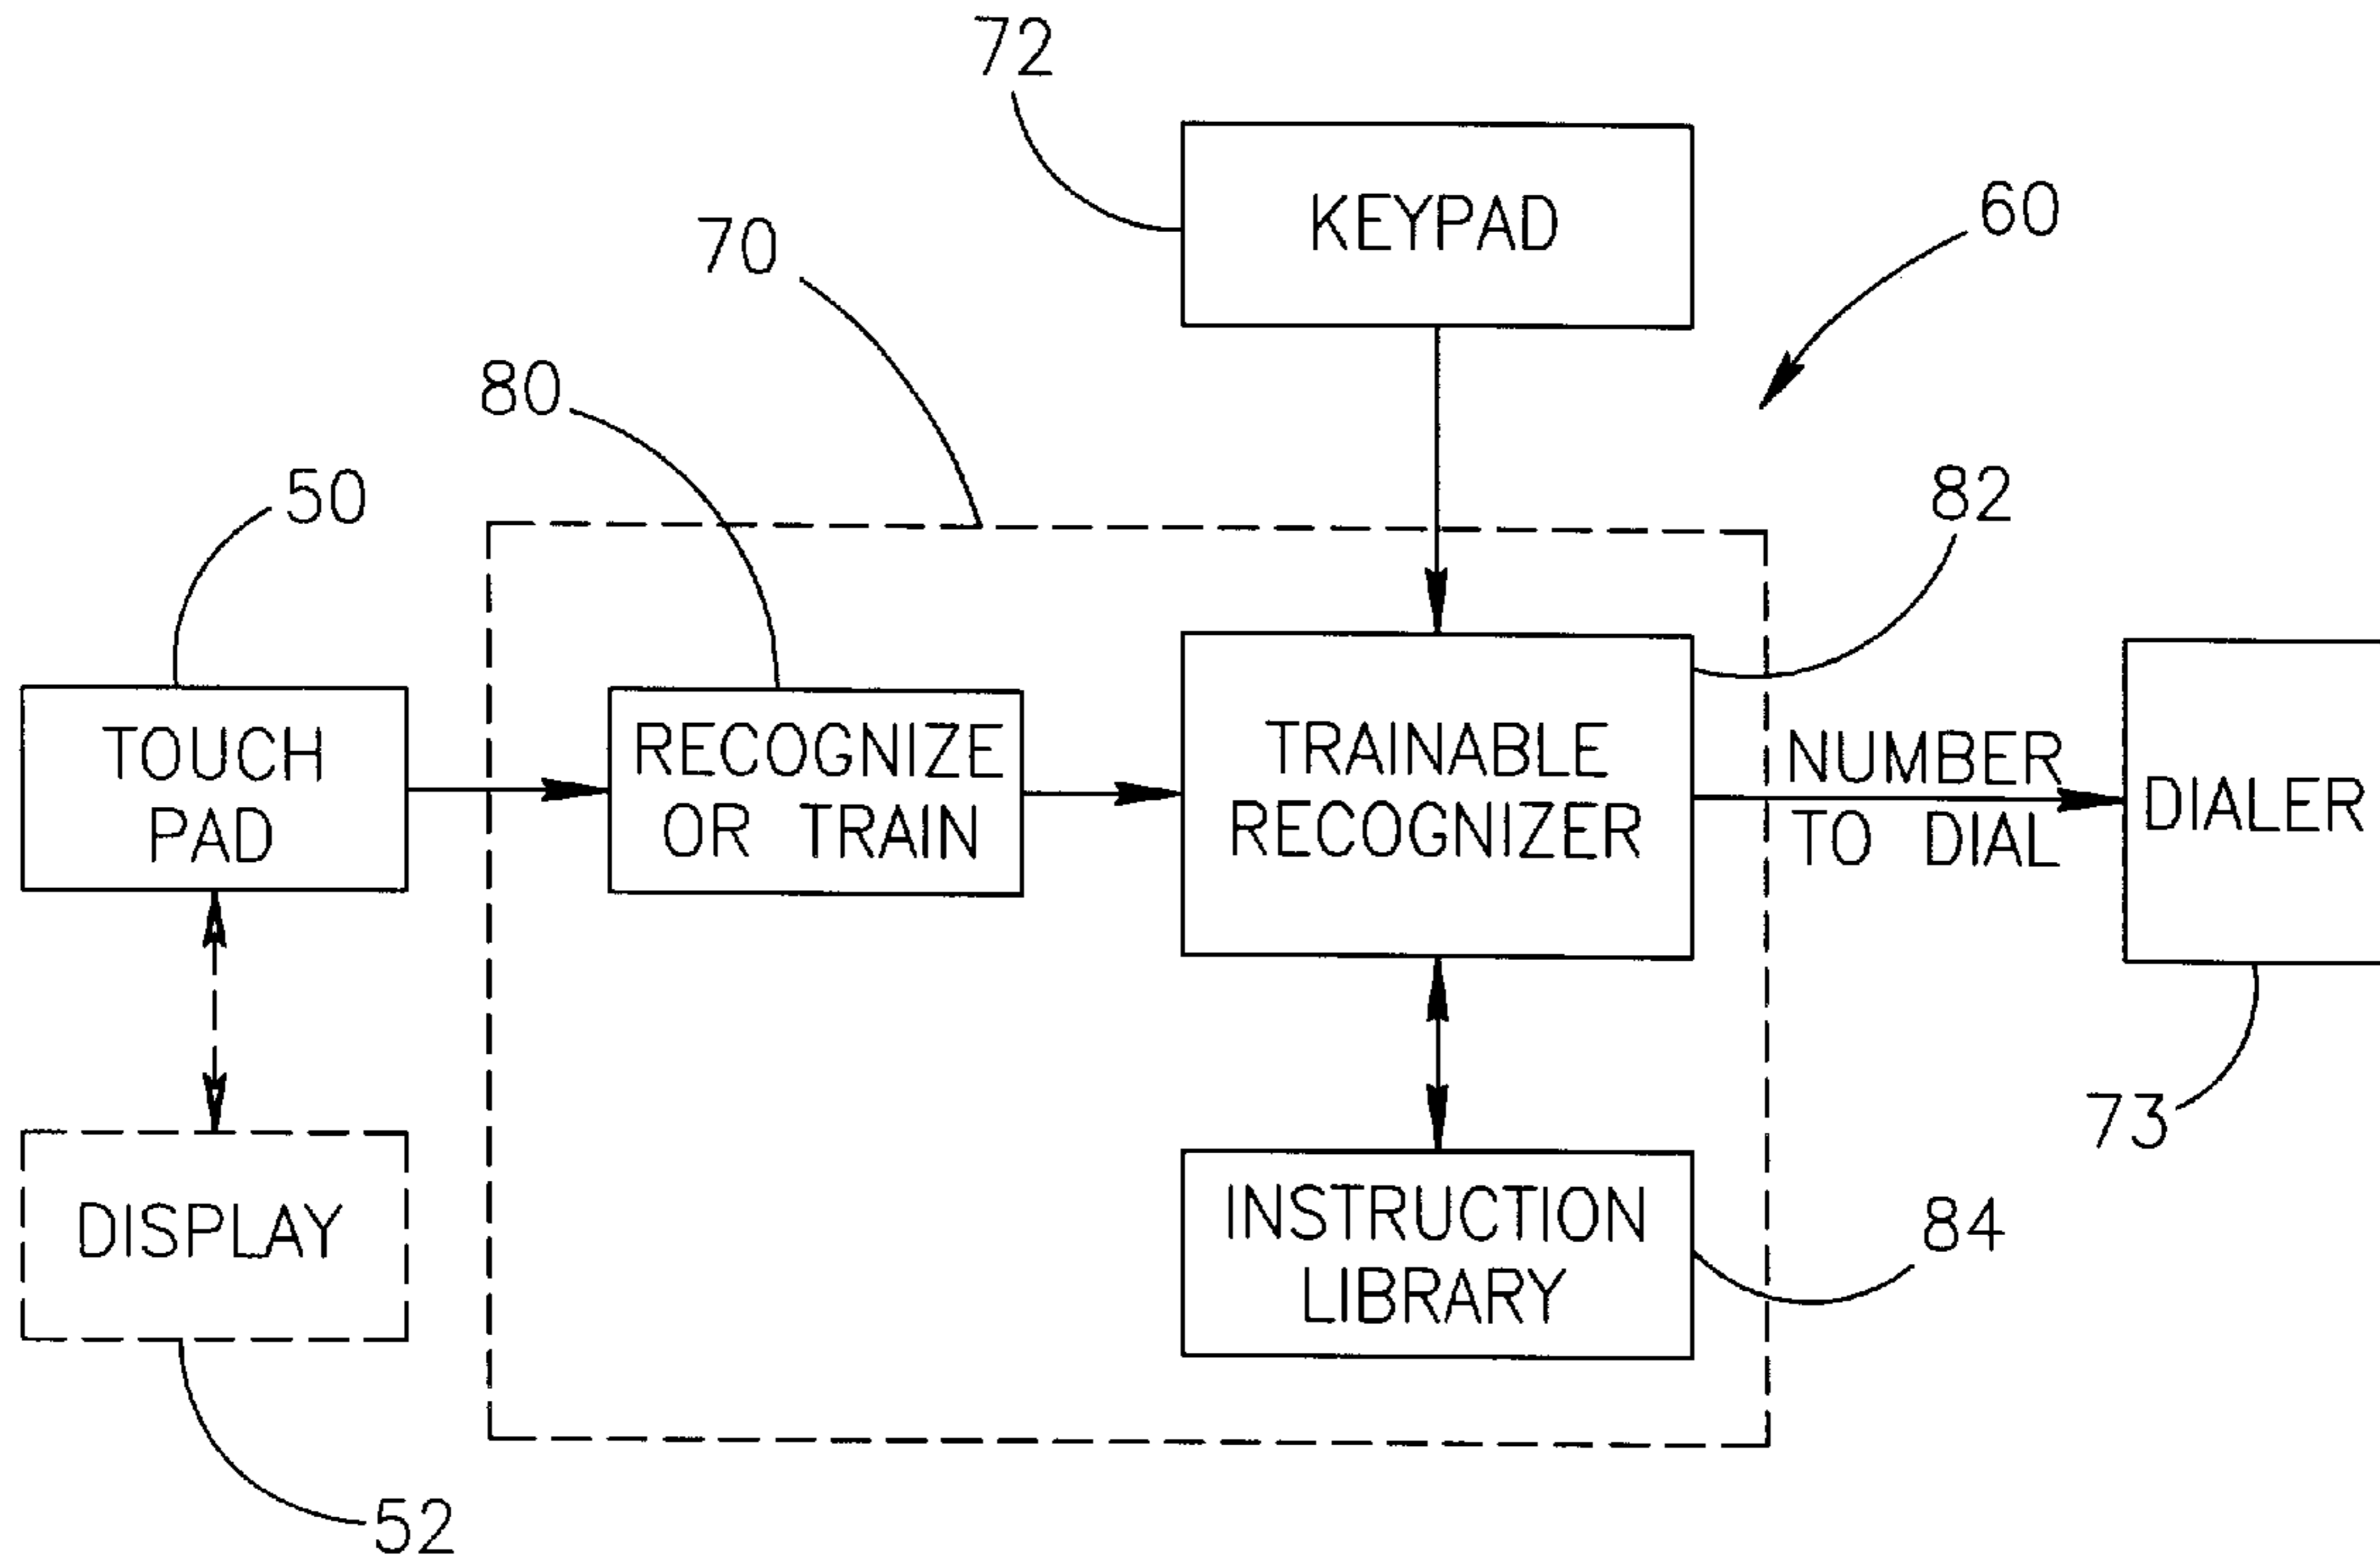 72
KEYPAD
60
70
80
50
82
TOUCH
PAD
RECOGNIZE
OR TRAIN
TRAINABLE
RECOGNIZER
NUMBER
TO DIAL
DIALER
73
DISPLAY
INSTRUCTION
LIBRARY
84
52